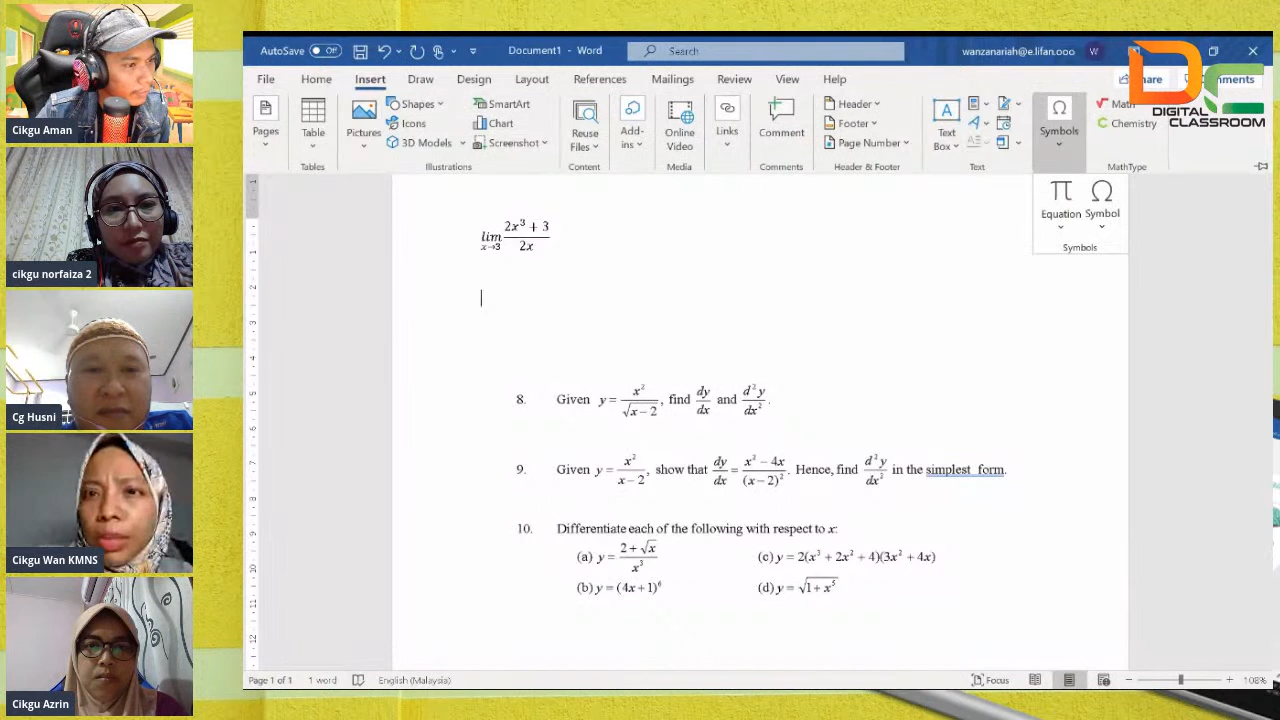 Cikgu Aman
cikgu norfaiza 2
Cg Husni
Cikgu Wan KMNS
Cikgu Azrin
AutoSave Off Document1 - Word Search wanzanariah@e.lifan.ooo W
File Home Insert Draw Design Layout References Mailings Review View Help Share Comments
DIGITAL
CLASSROOM
Pages
Table
Tables
Pictures
Shapes
Icons
3D Models
SmartArt
Chart
Screenshot
Illustrations
Reuse
Files
Content
Add-
ins
Online
Video
Media
Links
Comment
Comments
Header
Footer
Page Number
Header & Footer
Text
Box
Text
Ω
Symbols
Math
Chemistry
MathType
π Ω
Equation Symbol
Symbols
lim x→3 (2x³ + 3)/(2x)
8. Given y = x²/√(x − 2), find dy/dx and d²y/dx².
9. Given y = x²/(x − 2), show that dy/dx = (x² − 4x)/(x − 2)². Hence, find d²y/dx² in the simplest form.
10. Differentiate each of the following with respect to x:
(a) y = (2 + √x)/x³ (c) y = 2(x³ + 2x² + 4)(3x² + 4x)
(b) y = (4x + 1)⁶ (d) y = √(1 + x⁵)
Page 1 of 1 1 word English (Malaysia) Focus 108%